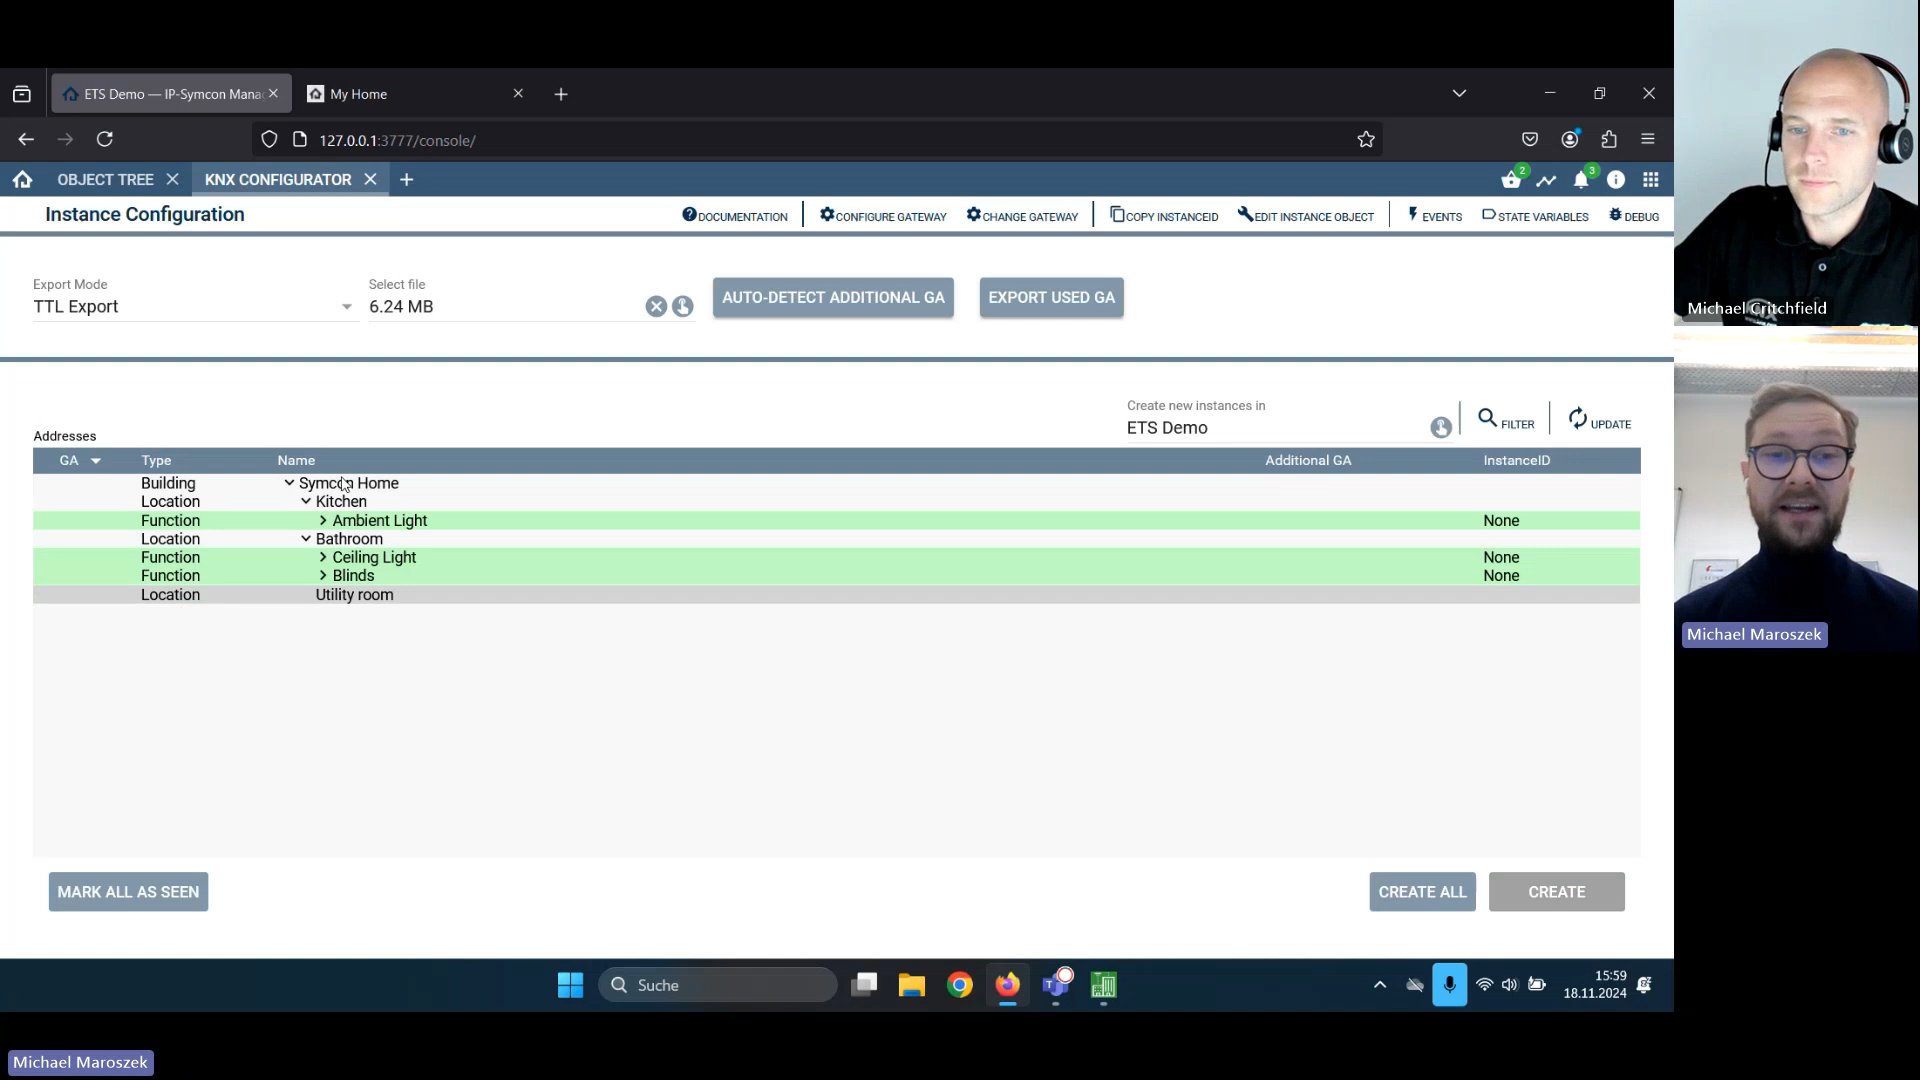 ETS Demo — IP-Symcon Mana
My Home
127.0.0.1:3777/console/
OBJECT TREE
KNX CONFIGURATOR
2
3
Instance Configuration
DOCUMENTATION
CONFIGURE GATEWAY
CHANGE GATEWAY
COPY INSTANCEID
EDIT INSTANCE OBJECT
EVENTS
STATE VARIABLES
DEBUG
Export Mode
TTL Export
Select file
6.24 MB
AUTO-DETECT ADDITIONAL GA
EXPORT USED GA
Michael Critchfield
Create new instances in
ETS Demo
FILTER
UPDATE
Addresses
GA Type Name Additional GA InstanceID
Building Symcon Home
Location Kitchen
Function Ambient Light None
Location Bathroom
Function Ceiling Light None
Function Blinds None
Location Utility room
Michael Maroszek
MARK ALL AS SEEN
CREATE ALL
CREATE
Suche
15:59
18.11.2024
Michael Maroszek